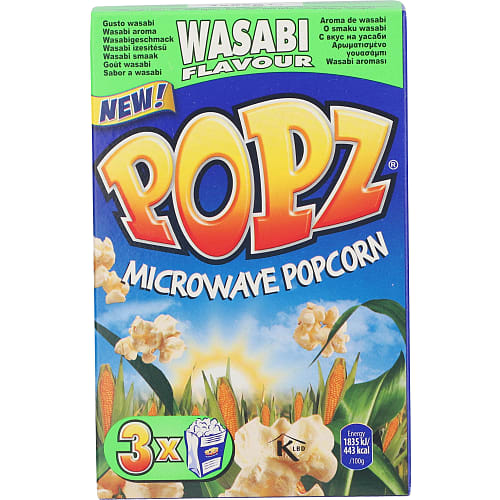 Gusto wasabi
Wasabi aroma
Wasabigeschmack
Wasabi ízesítésű
Wasabi smaak
Goût wasabi
Sabor a wasabi
WASABI
FLAVOUR
Aroma de wasabi
O smaku wasabi
С вкус на уасаби
Αρωματισμένο
γουασάμπι
Wasabi aroması
NEW!
POPZ®
MICROWAVE POPCORN
3x
K LBD
Energy
1835 kJ/
443 kcal
/100g